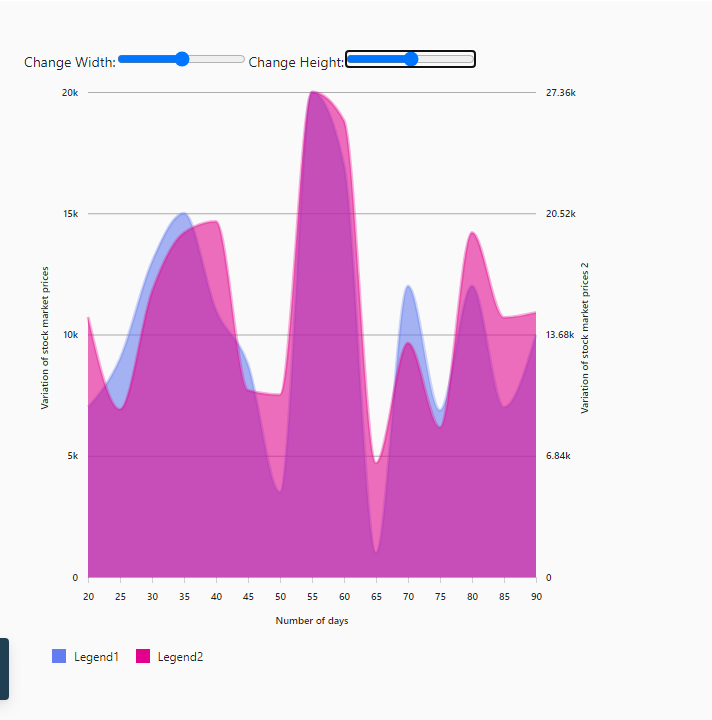 Change Width: Change Height:
20k 27.36k
15k 20.52k
10k 13.68k
5k 6.84k
0 0
Variation of stock market prices
Variation of stock market prices 2
20 25 30 35 40 45 50 55 60 65 70 75 80 85 90
Number of days
Legend1 Legend2